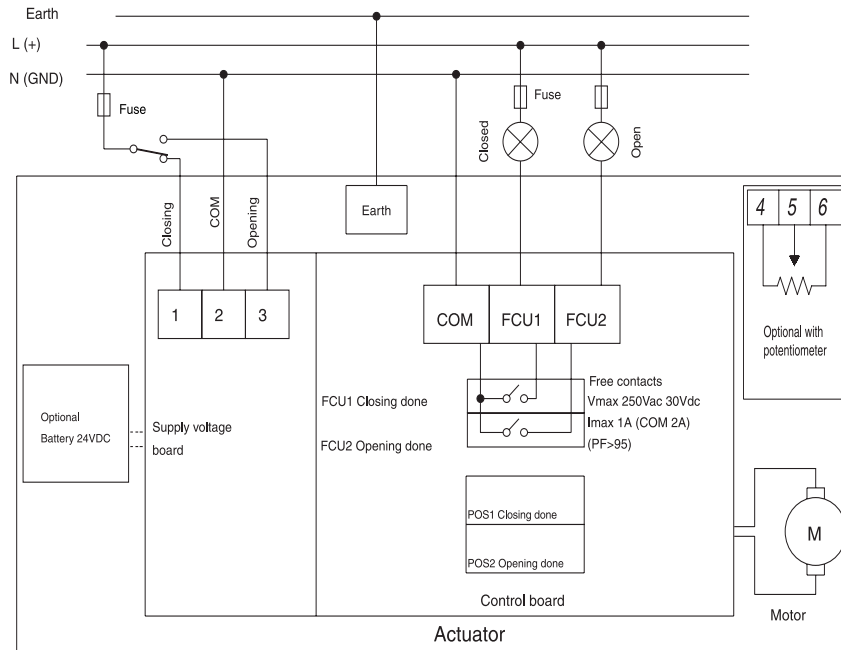 Earth
L (+)
N (GND)
Fuse
Fuse
Closed
Open
Closing
COM
Opening
Earth
4 5 6
Optional with
potentiometer
1 2 3
COM FCU1 FCU2
Optional
Battery 24VDC
Supply voltage
board
FCU1 Closing done
FCU2 Opening done
Free contacts
Vmax 250Vac 30Vdc
Imax 1A (COM 2A)
(PF>95)
POS1 Closing done
POS2 Opening done
Control board
M
Motor
Actuator